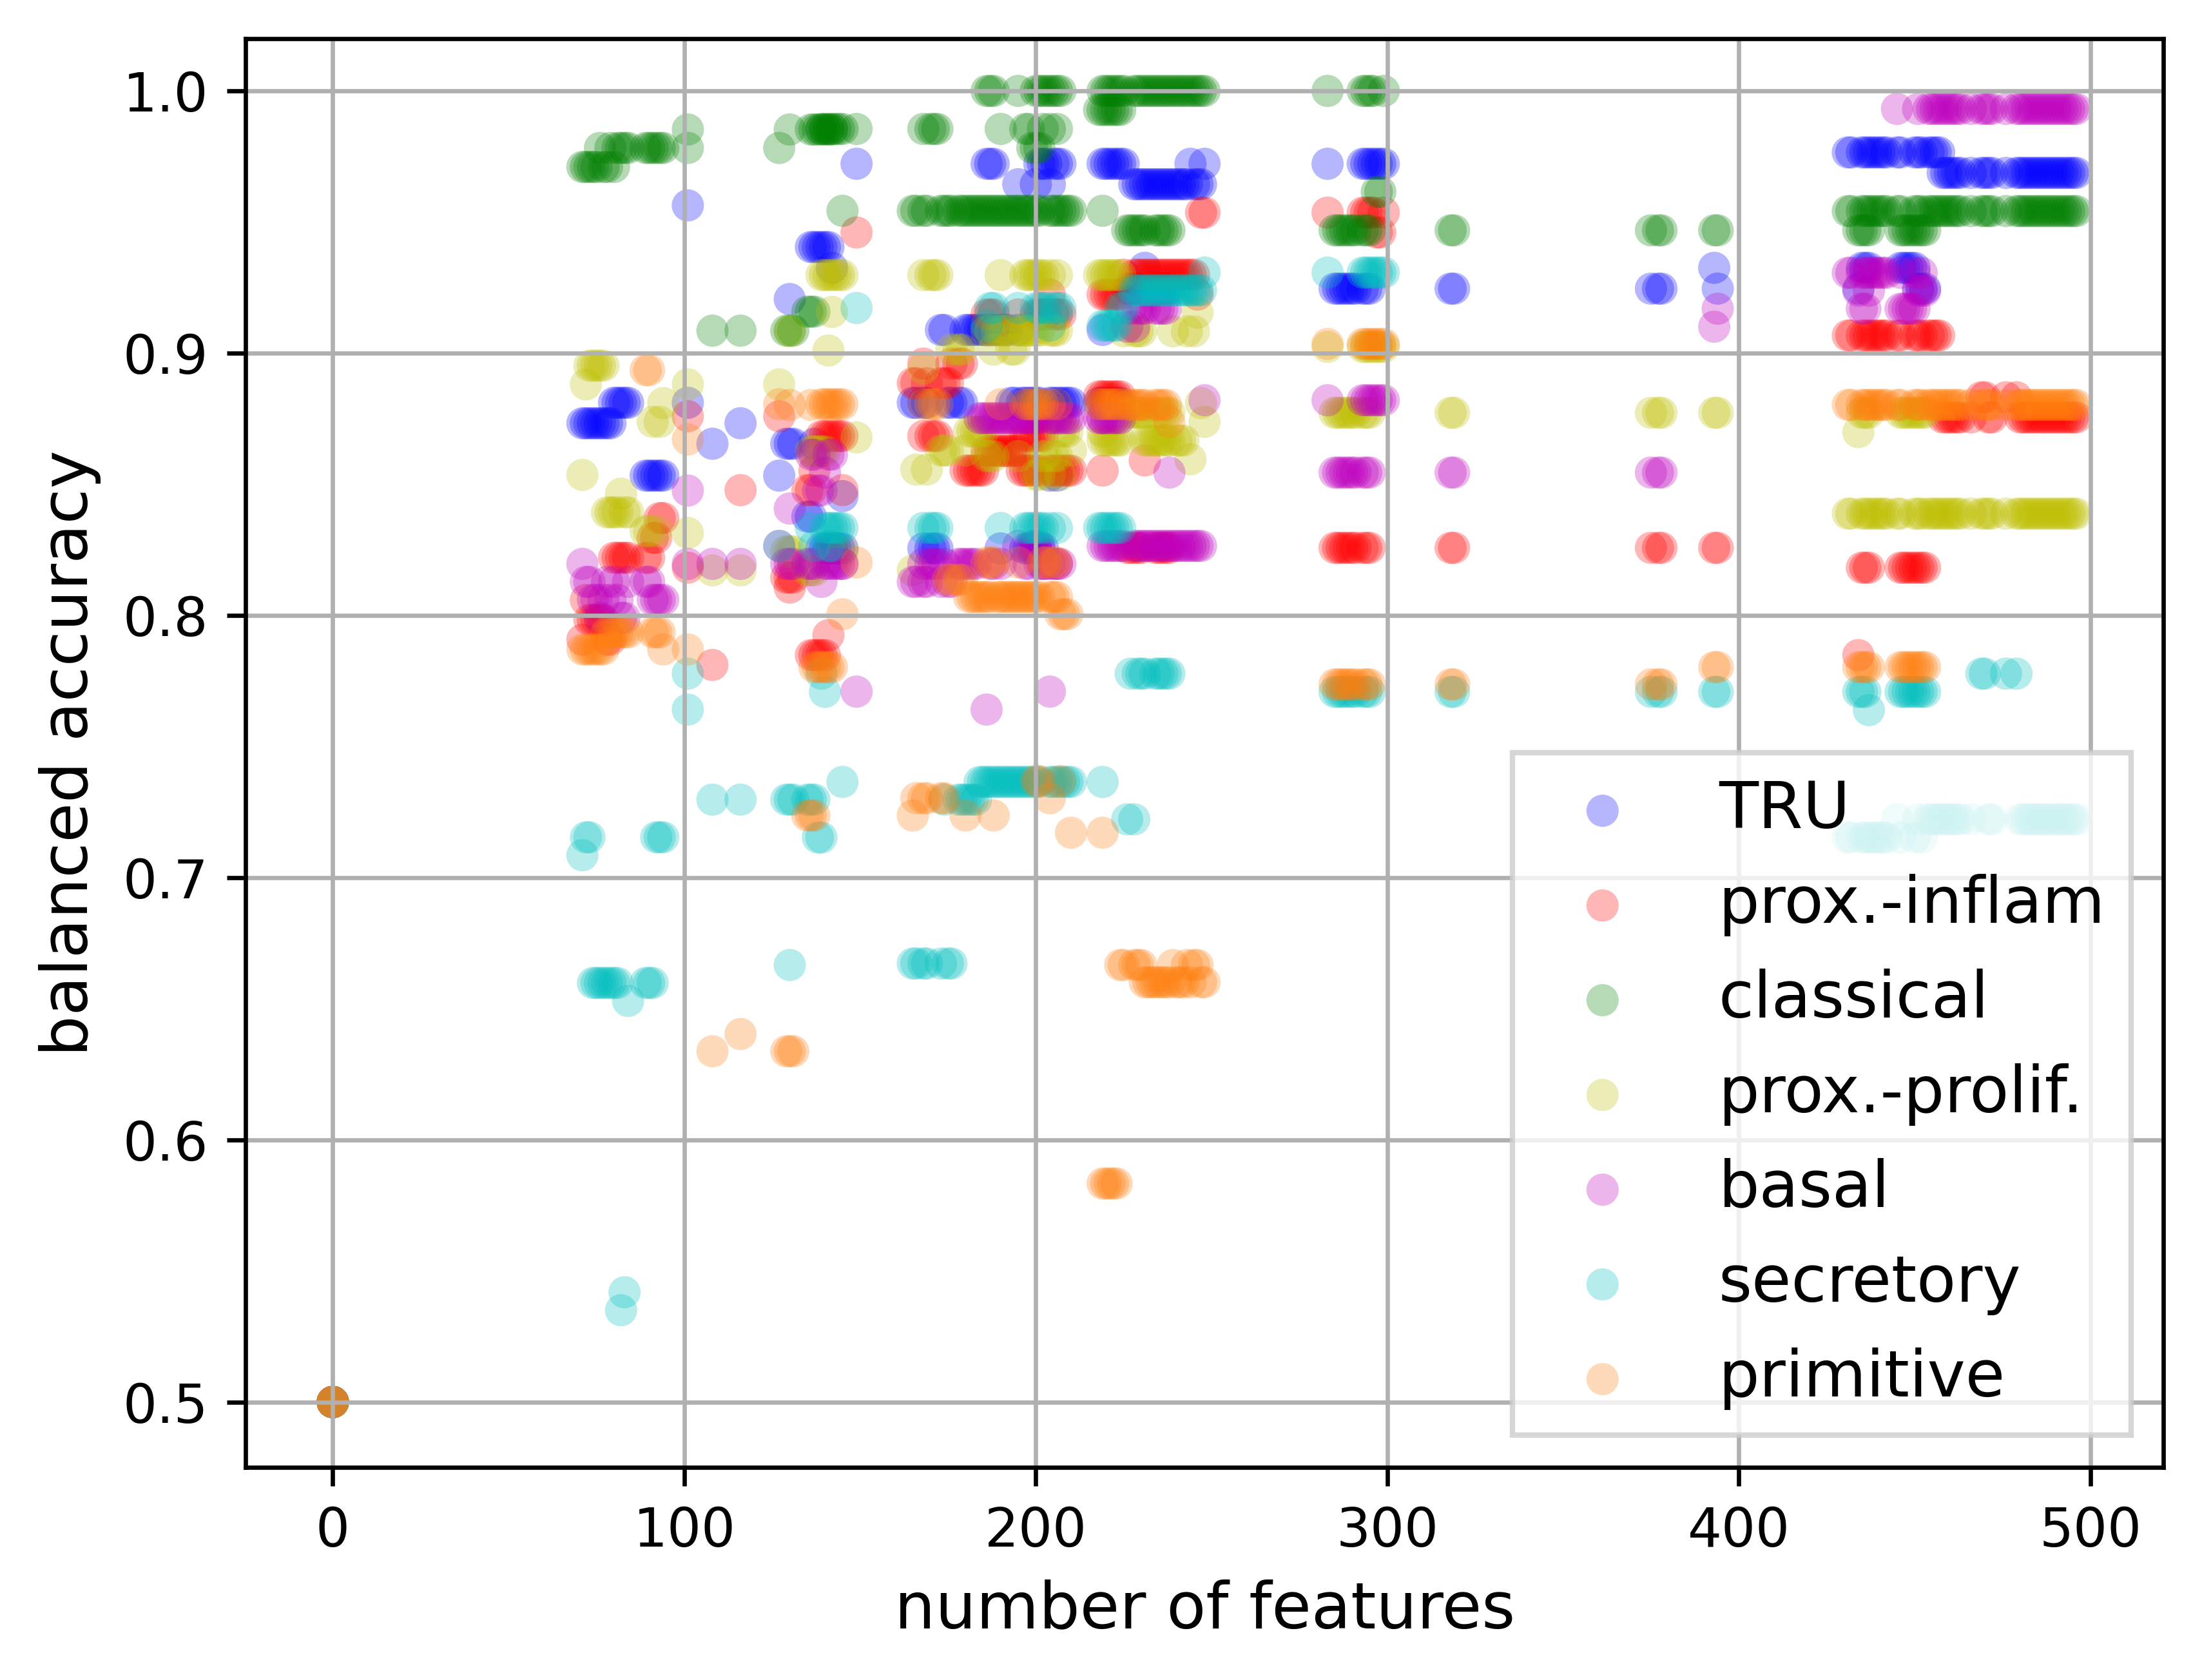 1.0
0.9
0.8
0.7
0.6
0.5
balanced accuracy
0 100 200 300 400 500
number of features
TRU
prox.-inflam
classical
prox.-prolif.
basal
secretory
primitive